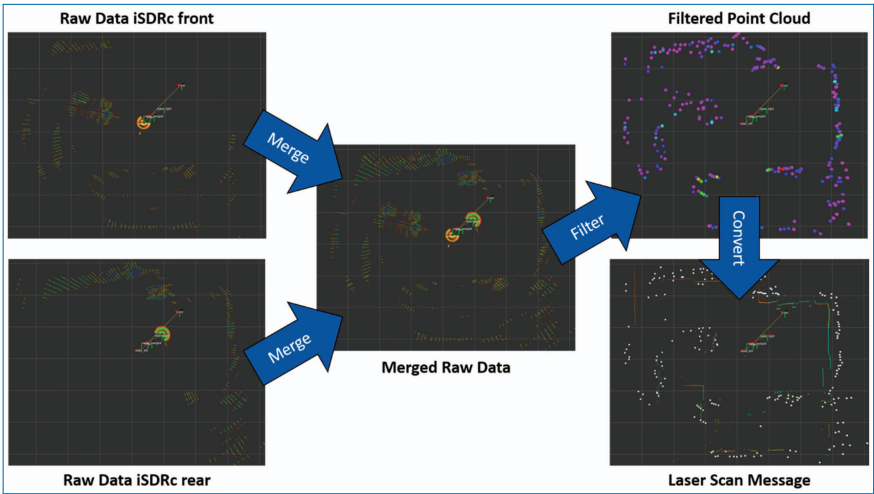 Raw Data iSDRc front
Filtered Point Cloud
Merge
Merge
Filter
Convert
Merged Raw Data
Raw Data iSDRc rear
Laser Scan Message